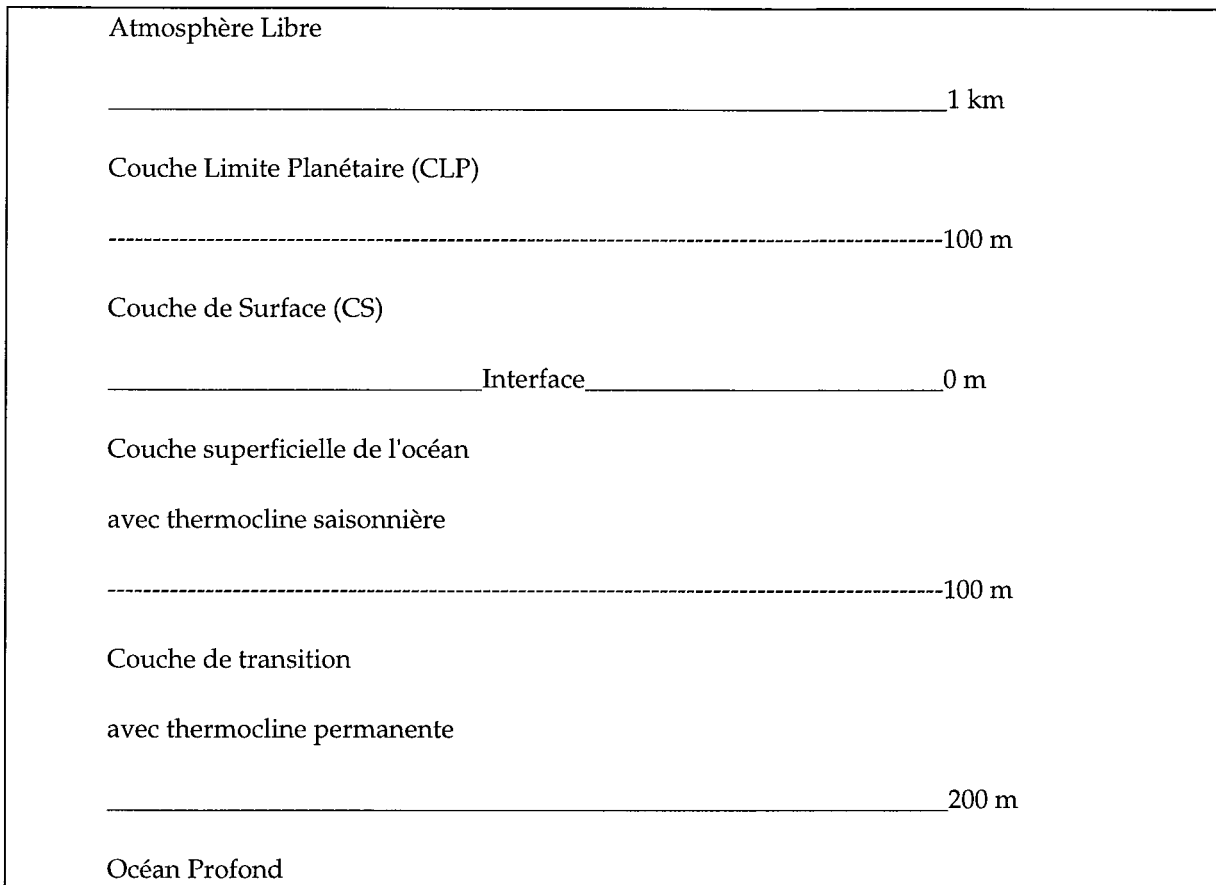 Atmosphère Libre
1 km
Couche Limite Planétaire (CLP)
100 m
Couche de Surface (CS)
Interface 0 m
Couche superficielle de l'océan
avec thermocline saisonnière
100 m
Couche de transition
avec thermocline permanente
200 m
Océan Profond